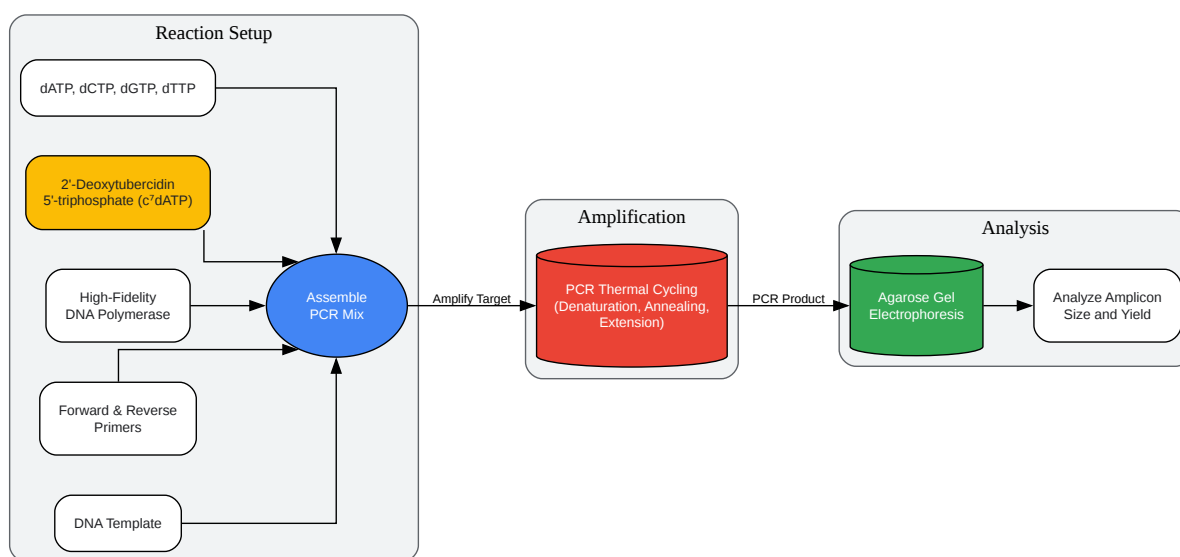 Reaction Setup
dATP, dCTP, dGTP, dTTP
2'-Deoxytubercidin
5'-triphosphate (c⁷dATP)
High-Fidelity
DNA Polymerase
Forward & Reverse
Primers
DNA Template
Assemble
PCR Mix
Amplify Target
Amplification
PCR Thermal Cycling
(Denaturation, Annealing,
Extension)
PCR Product
Analysis
Agarose Gel
Electrophoresis
Analyze Amplicon
Size and Yield